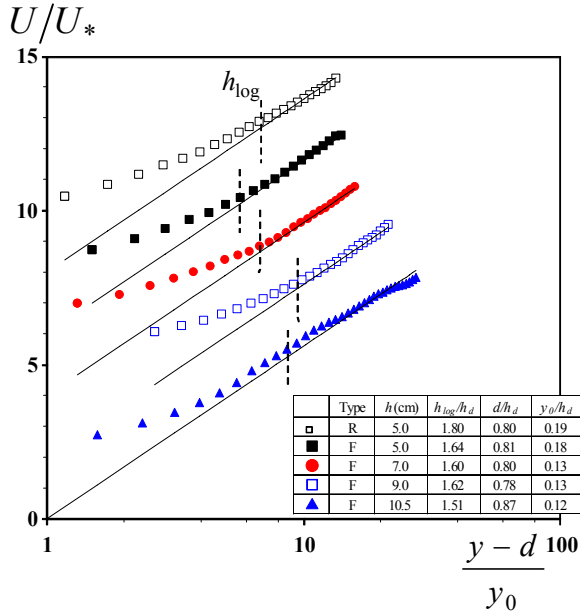 U/U*
15
h_log
10
5
Type h(cm) h_log/h_d d/h_d y_0/h_d
R 5.0 1.80 0.80 0.19
F 5.0 1.64 0.81 0.18
F 7.0 1.60 0.80 0.13
F 9.0 1.62 0.78 0.13
F 10.5 1.51 0.87 0.12
0
1 10 100
y − d
y_0